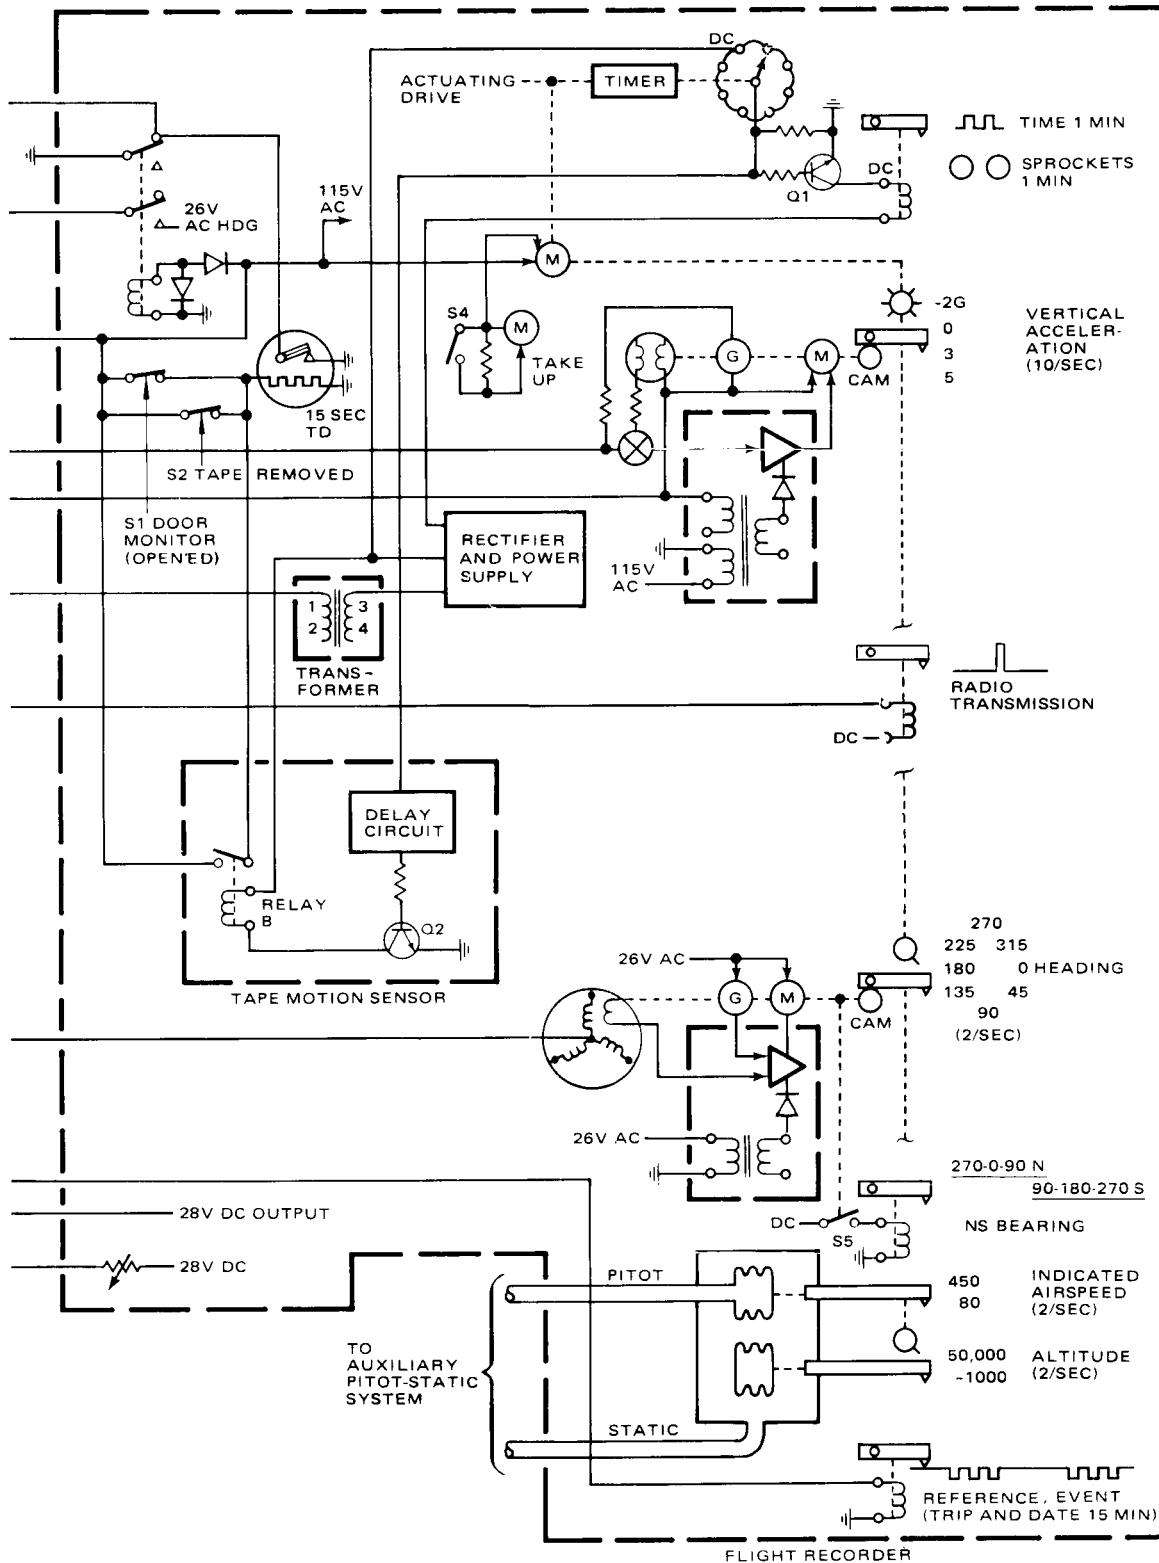 DC
ACTUATING
DRIVE
TIMER
TIME 1 MIN
SPROCKETS
1 MIN
Q1
DC
115V
AC
26V
AC HDG
M
S4
M
TAKE
UP
-2G
0
3
5
VERTICAL
ACCELER-
ATION
(10/SEC)
G
M
CAM
15 SEC
TD
S2 TAPE REMOVED
S1 DOOR
MONITOR
(OPENED)
RECTIFIER
AND POWER
SUPPLY
115V
AC
1 3
2 4
TRANS-
FORMER
RADIO
TRANSMISSION
DC
DELAY
CIRCUIT
RELAY
B
Q2
TAPE MOTION SENSOR
26V AC
G
M
CAM
270
225 315
180 0 HEADING
135 45
90
(2/SEC)
26V AC
270-0-90 N
90-180-270 S
NS BEARING
DC
S5
28V DC OUTPUT
28V DC
PITOT
450
80
INDICATED
AIRSPEED
(2/SEC)
TO
AUXILIARY
PITOT-STATIC
SYSTEM
50,000
-1000
ALTITUDE
(2/SEC)
STATIC
REFERENCE, EVENT
(TRIP AND DATE 15 MIN)
FLIGHT RECORDER